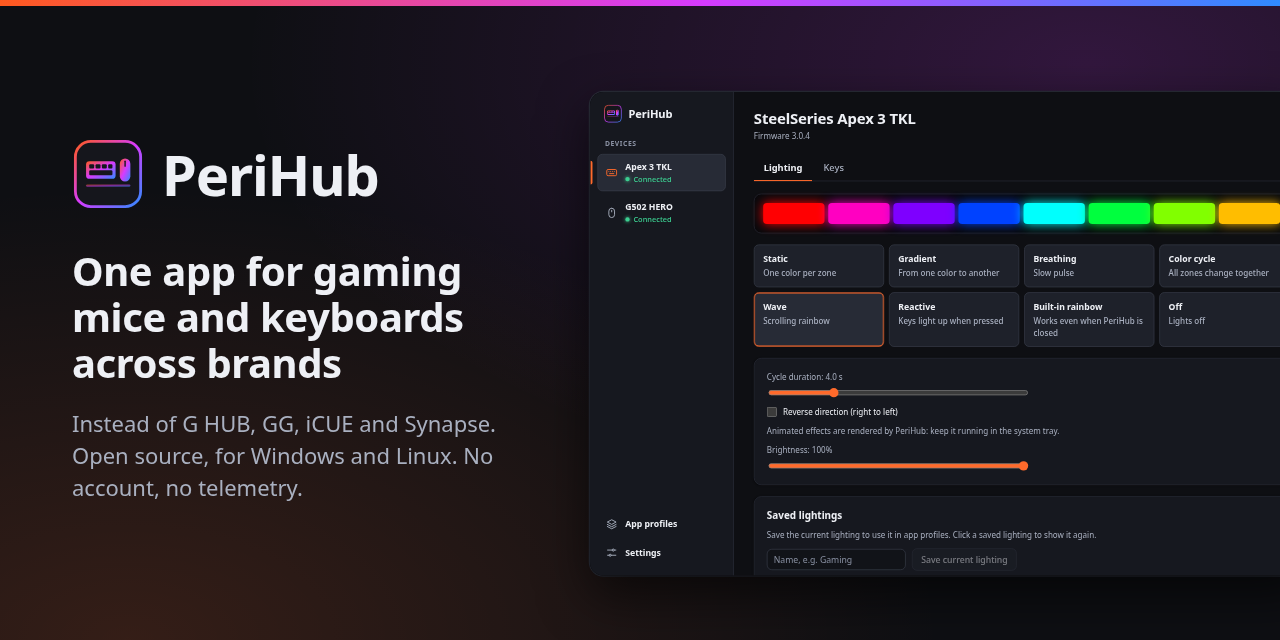 PeriHub
One app for gaming
mice and keyboards
across brands
Instead of G HUB, GG, iCUE and Synapse.
Open source, for Windows and Linux. No
account, no telemetry.
PeriHub
DEVICES
Apex 3 TKL
Connected
G502 HERO
Connected
App profiles
Settings
SteelSeries Apex 3 TKL
Firmware 3.0.4
Lighting
Keys
Static
One color per zone
Gradient
From one color to another
Breathing
Slow pulse
Color cycle
All zones change together
Wave
Scrolling rainbow
Reactive
Keys light up when pressed
Built-in rainbow
Works even when PeriHub is
closed
Off
Lights off
Cycle duration: 4.0 s
Reverse direction (right to left)
Animated effects are rendered by PeriHub: keep it running in the system tray.
Brightness: 100%
Saved lightings
Save the current lighting to use it in app profiles. Click a saved lighting to show it again.
Name, e.g. Gaming
Save current lighting